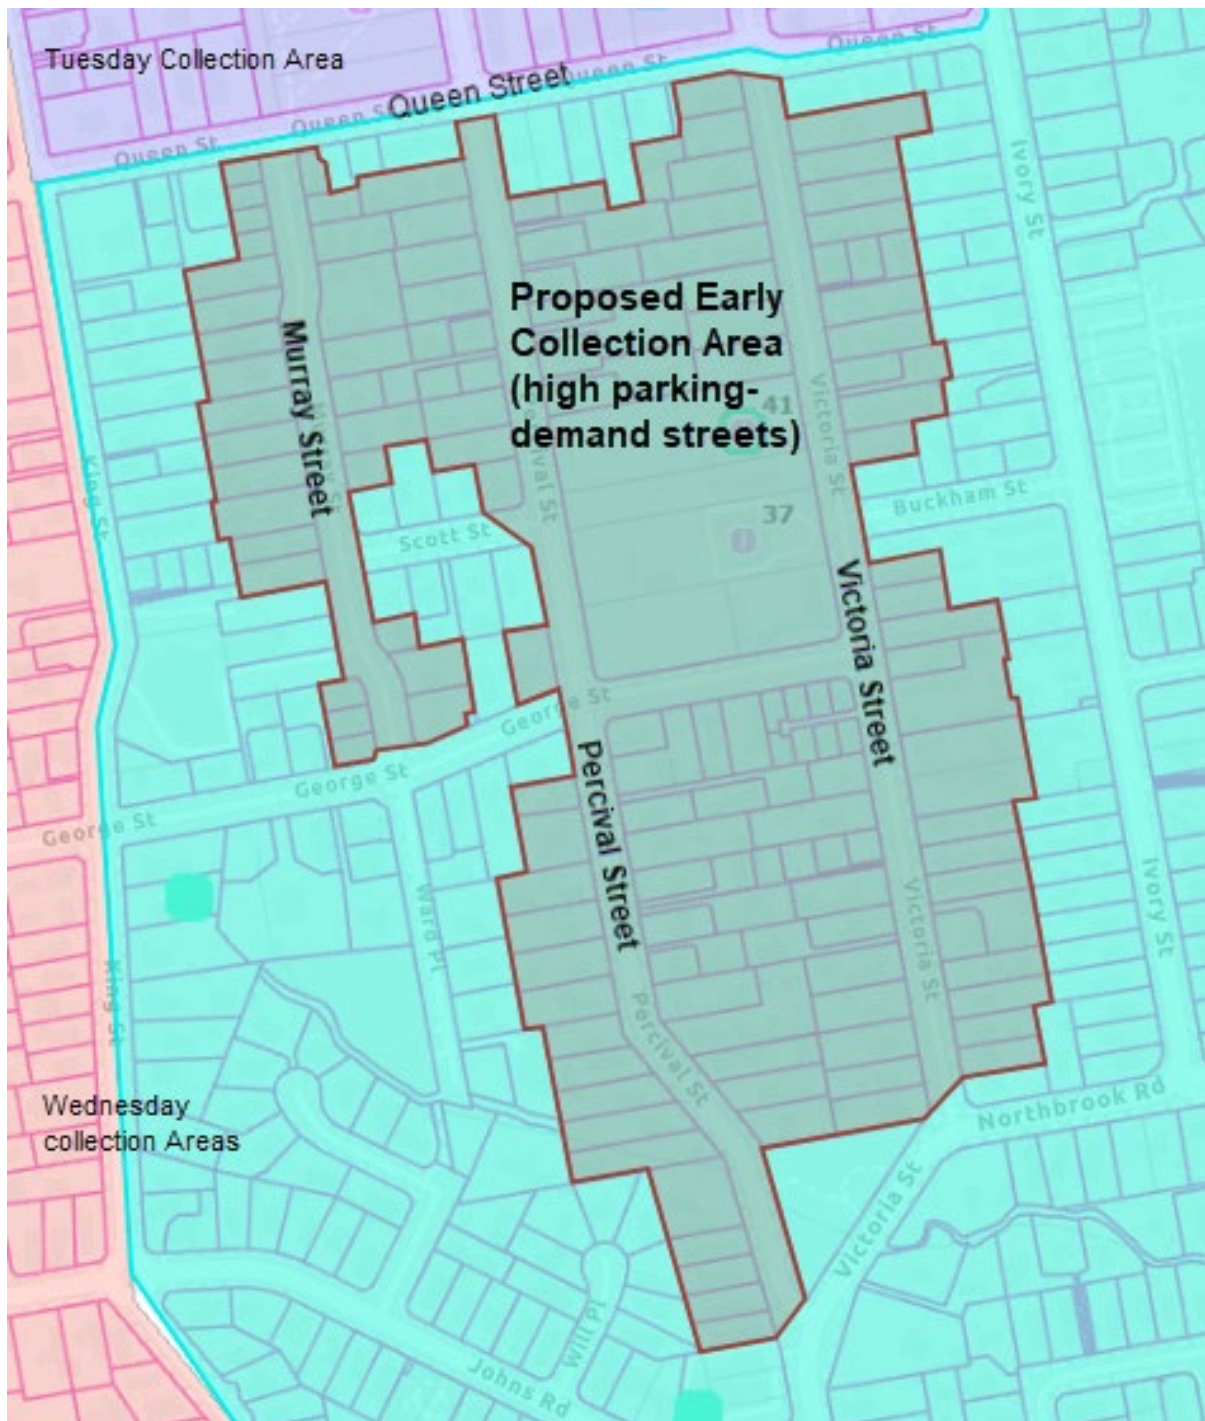 Tuesday Collection Area
Queen St
Queen St
Queen Street
Queen St
Queen St
Ivory St
Proposed Early
Collection Area
(high parking-
demand streets)
Murray Street
41
Victoria St
King St
Percival St
Scott St
37
Buckham St
Victoria Street
George St
George St
George St
Percival Street
Ward Pl
Victoria St
Ivory St
King St
Percival St
Wednesday
collection Areas
Northbrook Rd
Victoria St
Will Pl
Johns Rd